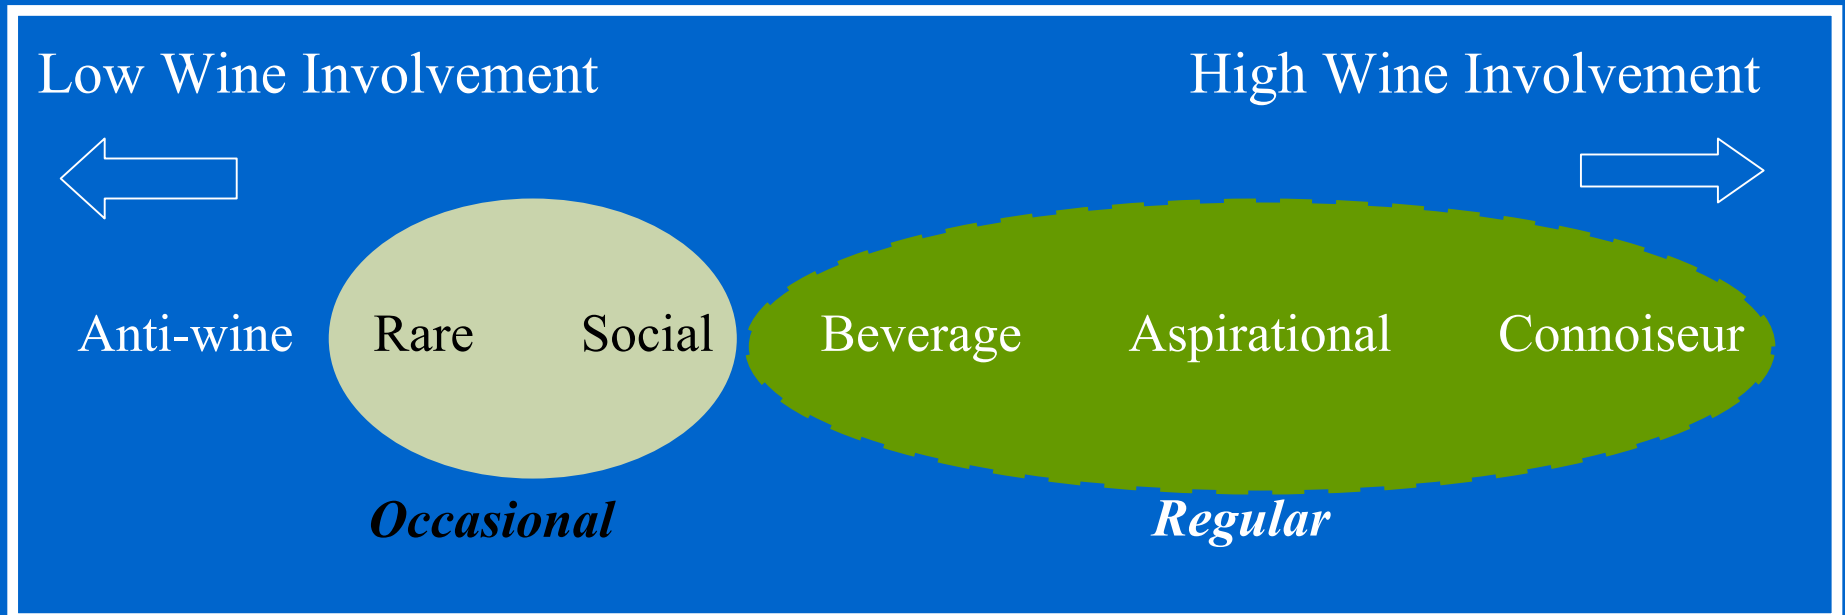 Low Wine Involvement High Wine Involvement
Anti-wine Rare Social Beverage Aspirational Connoiseur
Occasional Regular